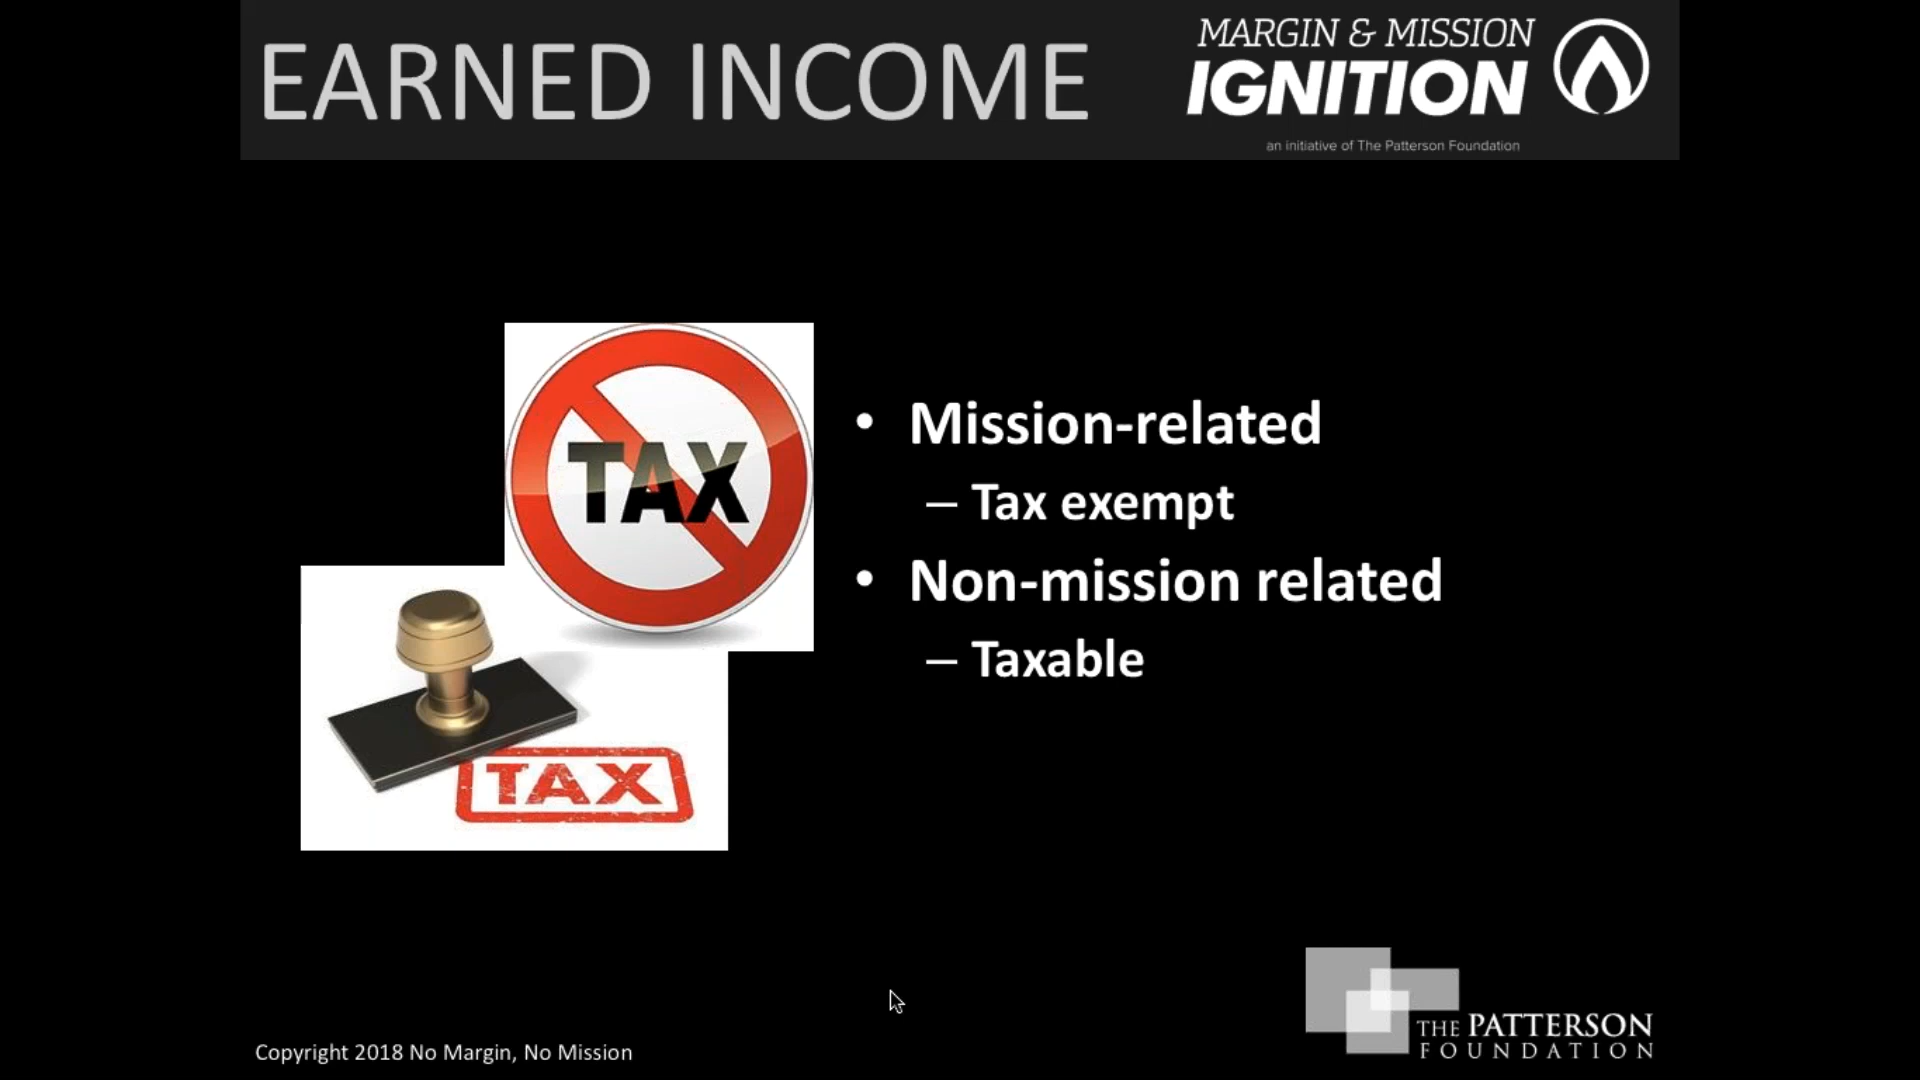 EARNED INCOME
MARGIN & MISSION
IGNITION
an initiative of The Patterson Foundation
TAX
• Mission-related
– Tax exempt
• Non-mission related
– Taxable
TAX
THE PATTERSON
FOUNDATION
Copyright 2018 No Margin, No Mission